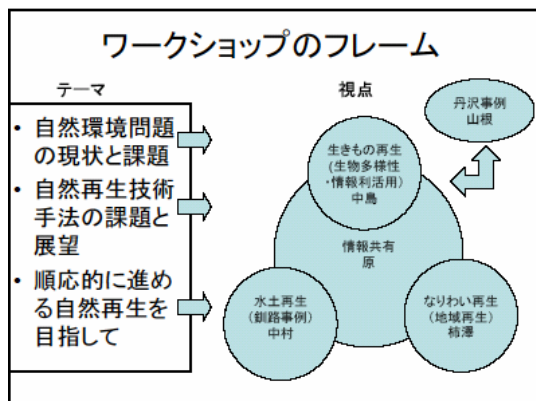 ワークショップのフレーム
テーマ
• 自然環境問題
の現状と課題
• 自然再生技術
手法の課題と
展望
• 順応的に進め
る自然再生を
目指して
視点
丹沢事例
山根
生きもの再生
(生物多様性
・情報利活用)
中島
情報共有
原
水土再生
(釧路事例)
中村
なりわい再生
(地域再生)
柿澤